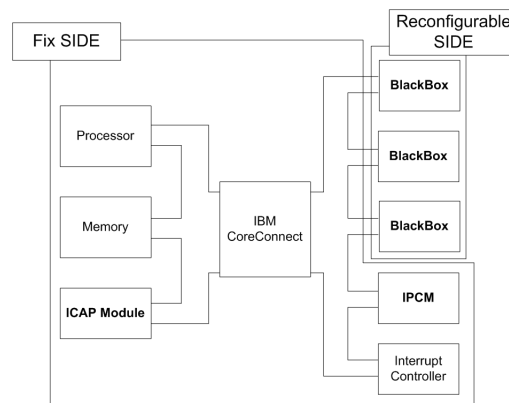 Fix SIDE
Reconfigurable
SIDE
Processor
Memory
ICAP Module
IBM
CoreConnect
BlackBox
BlackBox
BlackBox
IPCM
Interrupt
Controller